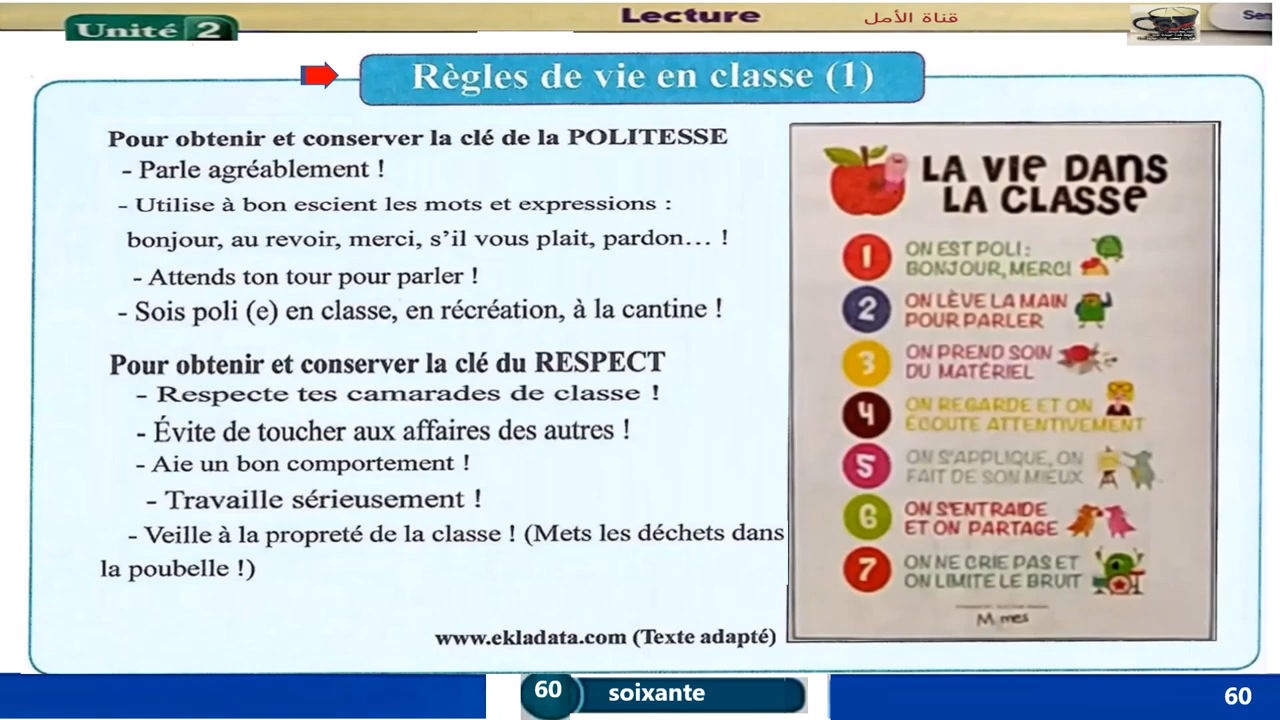 Unité 2
Lecture
قناة الأمل
Règles de vie en classe (1)
Pour obtenir et conserver la clé de la POLITESSE
- Parle agréablement !
- Utilise à bon escient les mots et expressions :
bonjour, au revoir, merci, s’il vous plait, pardon… !
- Attends ton tour pour parler !
- Sois poli (e) en classe, en récréation, à la cantine !
Pour obtenir et conserver la clé du RESPECT
- Respecte tes camarades de classe !
- Évite de toucher aux affaires des autres !
- Aie un bon comportement !
- Travaille sérieusement !
- Veille à la propreté de la classe ! (Mets les déchets dans
la poubelle !)
www.ekladata.com (Texte adapté)
LA VIE DANS
LA CLASSE
1 ON EST POLI :
BONJOUR, MERCI
2 ON LÈVE LA MAIN
POUR PARLER
3 ON PREND SOIN
DU MATÉRIEL
4 ON REGARDE ET ON
ÉCOUTE ATTENTIVEMENT
5 ON S'APPLIQUE, ON
FAIT DE SON MIEUX
6 ON S'ENTRAIDE
ET ON PARTAGE
7 ON NE CRIE PAS ET
ON LIMITE LE BRUIT
60 soixante
60